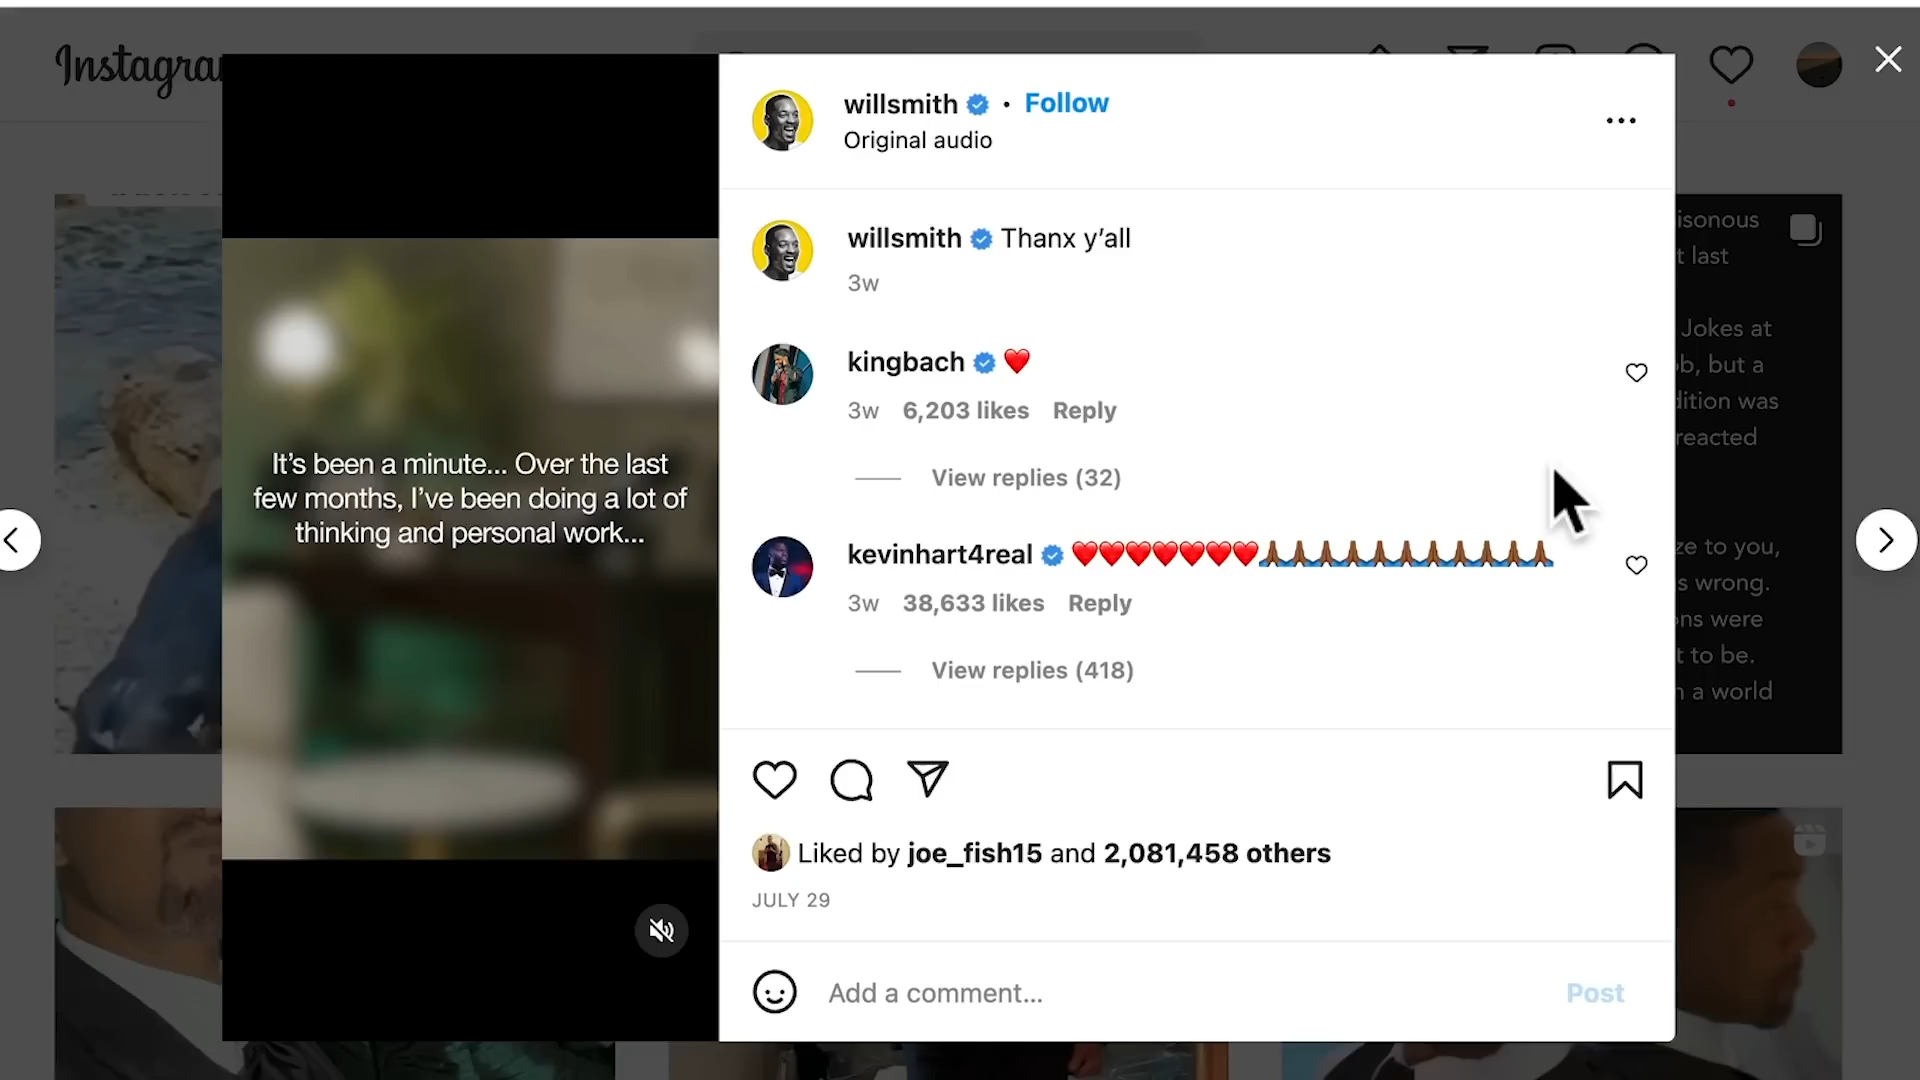 Instagra
willsmith • Follow
Original audio
willsmith Thanx y’all
3w
kingbach ❤️
3w 6,203 likes Reply
View replies (32)
kevinhart4real ❤️❤️❤️❤️❤️❤️❤️🙏🏾🙏🏾🙏🏾🙏🏾🙏🏾🙏🏾🙏🏾🙏🏾🙏🏾🙏🏾🙏🏾
3w 38,633 likes Reply
View replies (418)
Liked by joe_fish15 and 2,081,458 others
JULY 29
Add a comment...
Post
It’s been a minute... Over the last
few months, I’ve been doing a lot of
thinking and personal work...
isonous
t last
Jokes at
b, but a
dition was
reacted
ze to you,
s wrong.
ns were
t to be.
a world